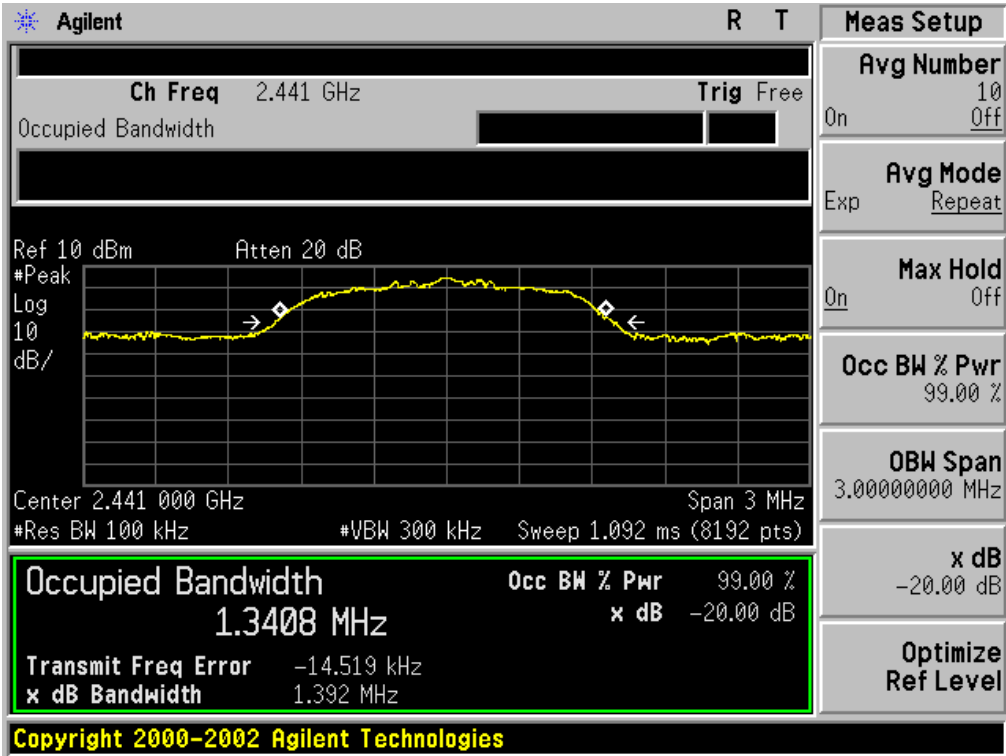 Agilent R T
Ch Freq 2.441 GHz Trig Free
Occupied Bandwidth
Ref 10 dBm Atten 20 dB
#Peak
Log
10
dB/
Center 2.441 000 GHz Span 3 MHz
#Res BW 100 kHz #VBW 300 kHz Sweep 1.092 ms (8192 pts)
Occupied Bandwidth
1.3408 MHz
Occ BW % Pwr 99.00 %
x dB -20.00 dB
Transmit Freq Error -14.519 kHz
x dB Bandwidth 1.392 MHz
Copyright 2000-2002 Agilent Technologies
Meas Setup
Avg Number
10
On Off
Avg Mode
Exp Repeat
Max Hold
On Off
Occ BW % Pwr
99.00 %
OBW Span
3.00000000 MHz
x dB
-20.00 dB
Optimize
Ref Level